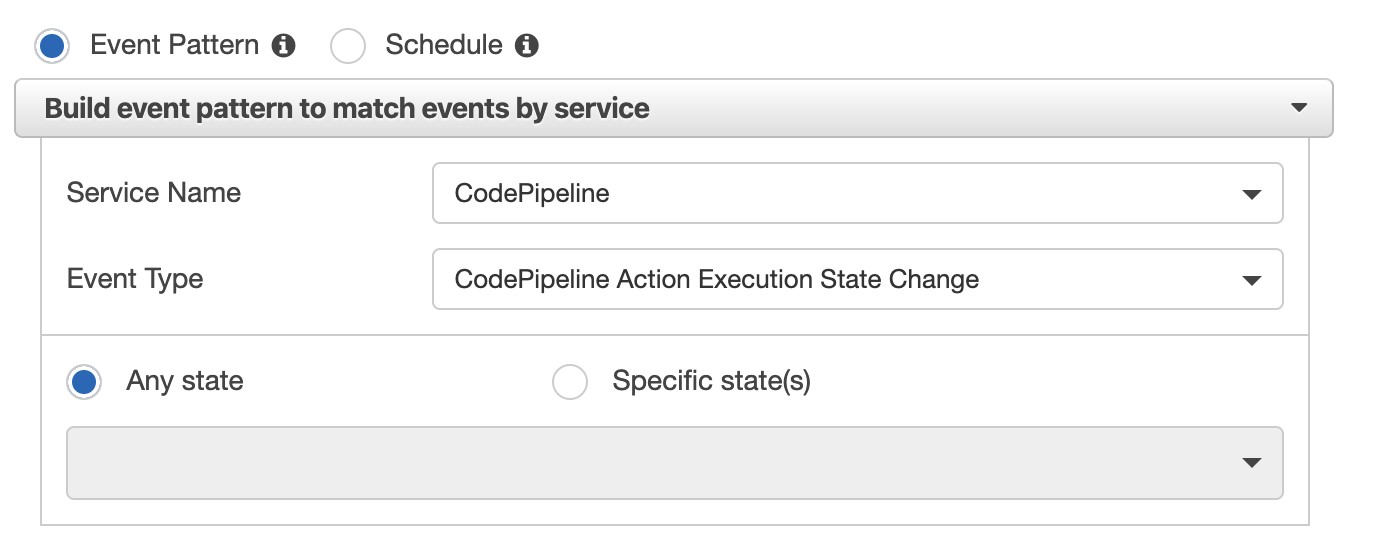 Event Pattern Schedule
Build event pattern to match events by service
Service Name CodePipeline
Event Type CodePipeline Action Execution State Change
Any state Specific state(s)